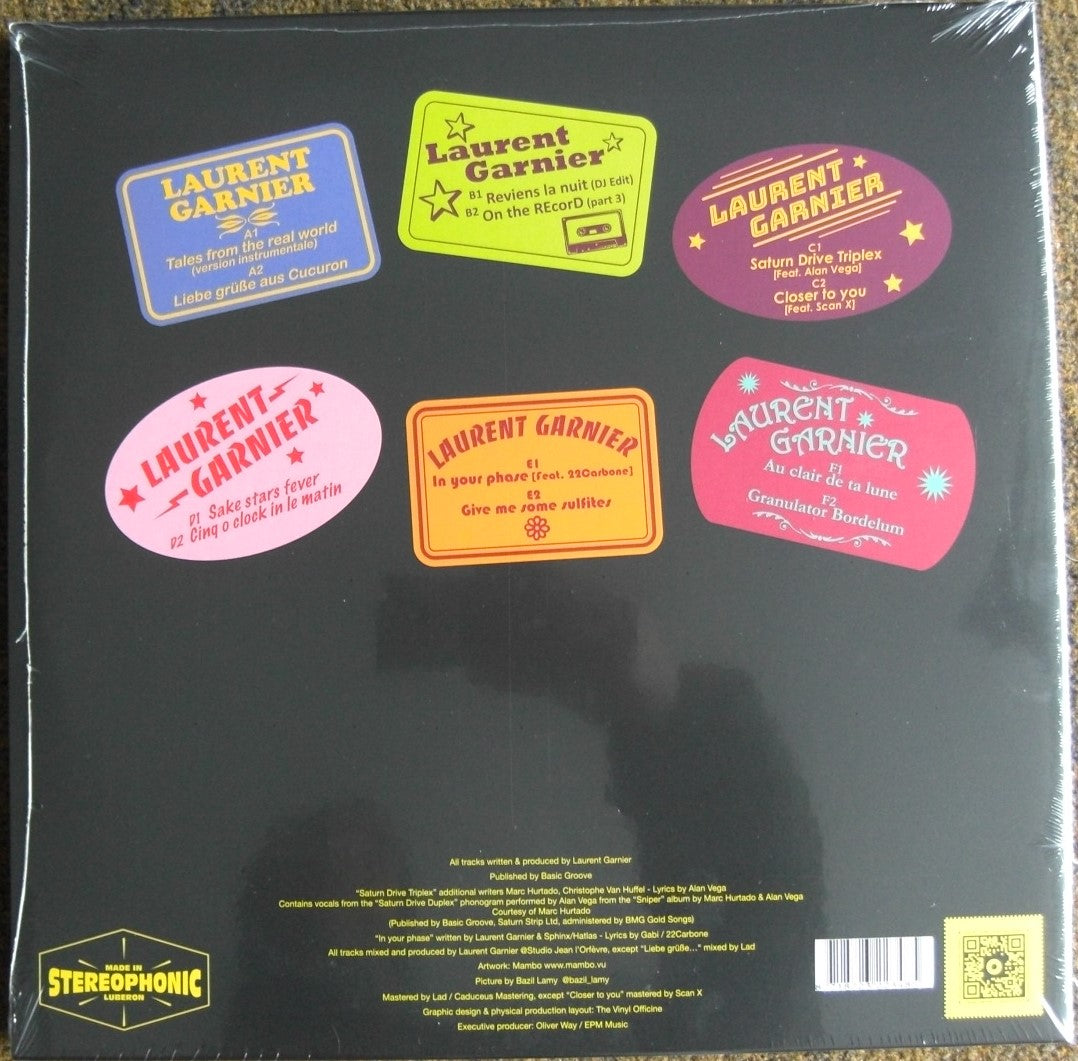 LAURENT
GARNIER
A1
Tales from the real world
(version instrumentale)
A2
Liebe grüße aus Cucuron
Laurent
Garnier
B1 Reviens la nuit (DJ Edit)
B2 On the REcorD (part 3)
LAURENT
GARNIER
C1
Saturn Drive Triplex
[Feat. Alan Vega]
C2
Closer to you
[Feat. Scan X]
LAURENT
GARNIER
D1 Sake stars fever
D2 Cinq o clock in le matin
LAURENT GARNIER
E1
In your phase [Feat. 22Carbone]
E2
Give me some sulfites
LAURENT
GARNIER
F1
Au clair de ta lune
F2
Granulator Bordelum
All tracks written & produced by Laurent Garnier
Published by Basic Groove
"Saturn Drive Triplex" additional writers Marc Hurtado, Christophe Van Huffel - Lyrics by Alan Vega
Contains vocals from the "Saturn Drive Duplex" phonogram performed by Alan Vega from the "Sniper" album by Marc Hurtado & Alan Vega
Courtesy of Marc Hurtado
(Published by Basic Groove, Saturn Strip Ltd, administered by BMG Gold Songs)
"In your phase" written by Laurent Garnier & Sphinx/Hatlas - Lyrics by Gabi / 22Carbone
All tracks mixed and produced by Laurent Garnier @Studio Jean l'Orfèvre, except "Liebe grüße..." mixed by Lad
Artwork: Mambo www.mambo.vu
Picture by Bazil Lamy @bazil_lamy
Mastered by Lad / Caduceus Mastering, except "Closer to you" mastered by Scan X
Graphic design & physical production layout: The Vinyl Officine
Executive producer: Oliver Way / EPM Music
MADE IN
STEREOPHONIC
LUBERON